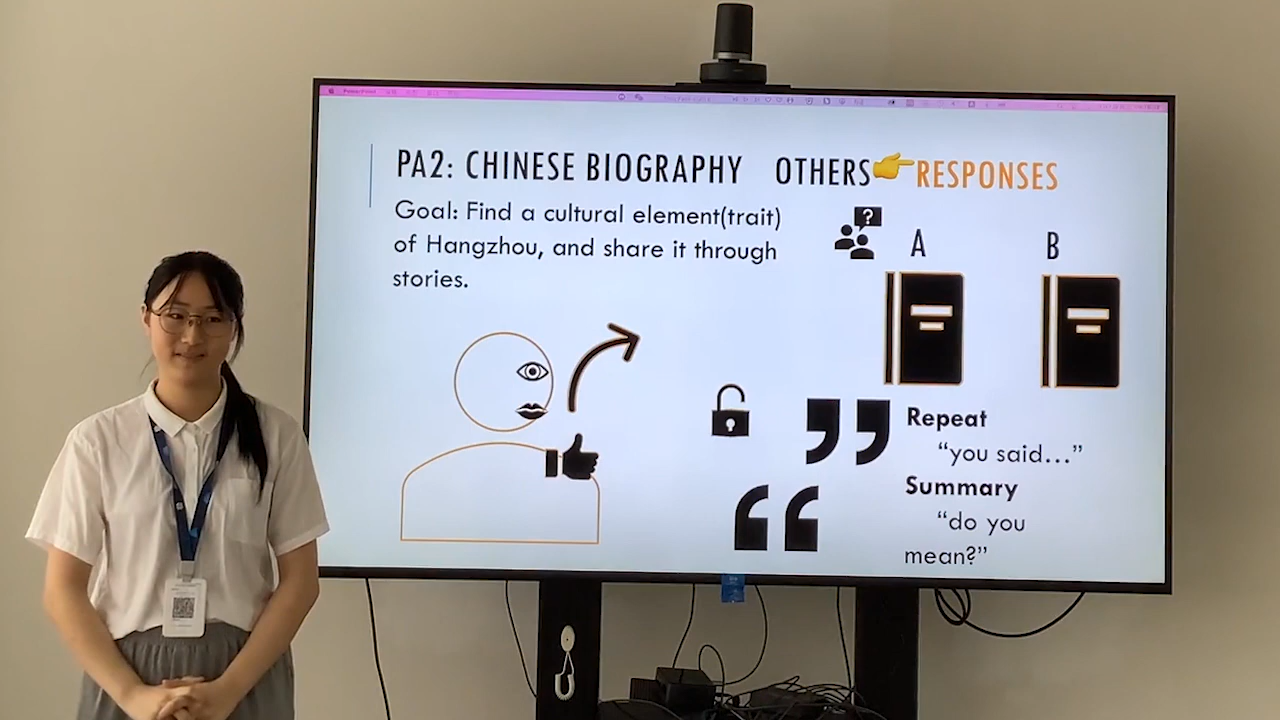 PowerPoint
PA2: CHINESE BIOGRAPHY OTHERS👉RESPONSES
Goal: Find a cultural element(trait)
of Hangzhou, and share it through
stories.
?
A B
Repeat
“you said...”
Summary
“do you
mean?”